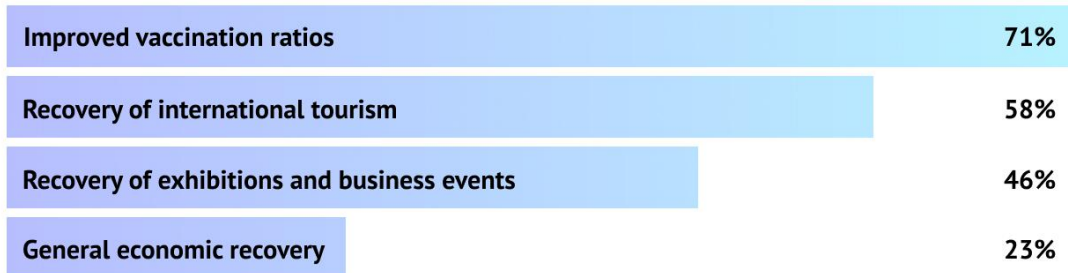 Improved vaccination ratios 71%
Recovery of international tourism 58%
Recovery of exhibitions and business events 46%
General economic recovery 23%